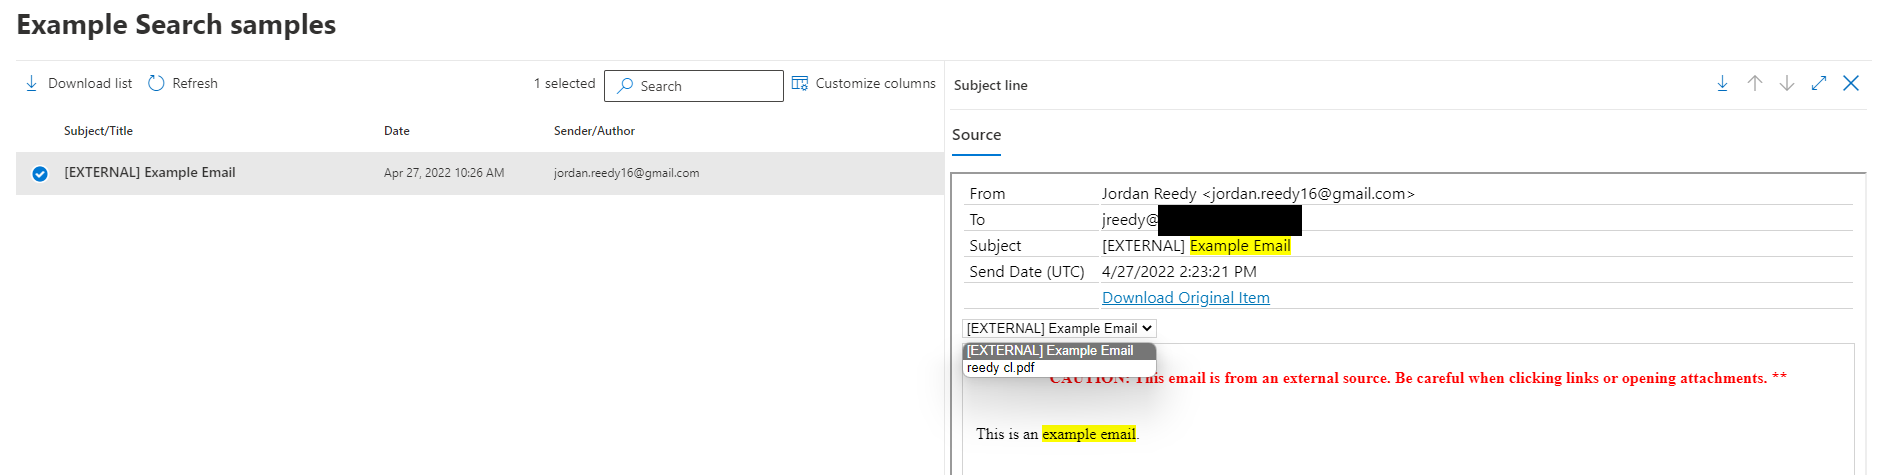 Example Search samples
Download list Refresh 1 selected Search Customize columns
Subject/Title Date Sender/Author
[EXTERNAL] Example Email Apr 27, 2022 10:26 AM jordan.reedy16@gmail.com
Subject line
Source
From Jordan Reedy <jordan.reedy16@gmail.com>
To jreedy@
Subject [EXTERNAL] Example Email
Send Date (UTC) 4/27/2022 2:23:21 PM
Download Original Item
[EXTERNAL] Example Email
[EXTERNAL] Example Email
reedy cl.pdf
CAUTION: This email is from an external source. Be careful when clicking links or opening attachments. **
This is an example email.